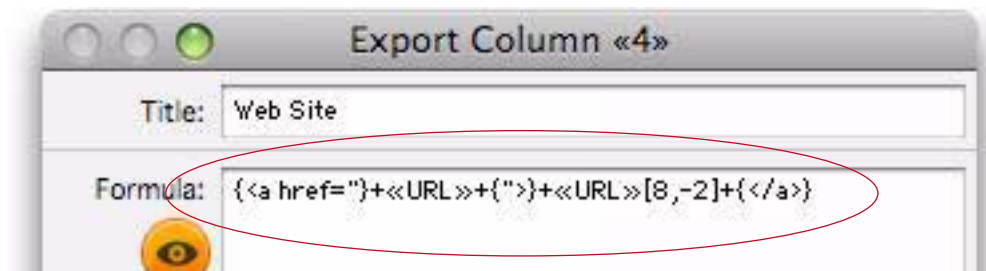 Export Column «4»
Title: Web Site
Formula: {<a href="}+«URL»+{">}+«URL»[8,-2]+{</a>}